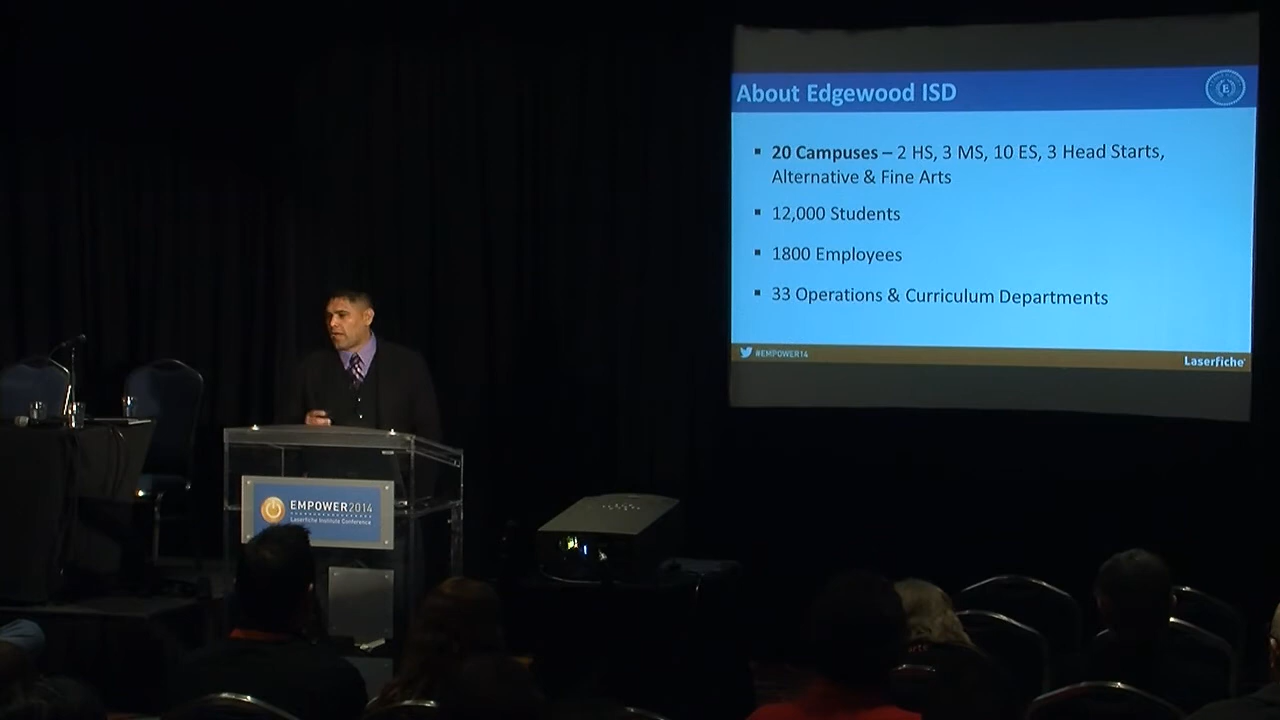 About Edgewood ISD
E
▪ 20 Campuses – 2 HS, 3 MS, 10 ES, 3 Head Starts,
Alternative & Fine Arts
▪ 12,000 Students
▪ 1800 Employees
▪ 33 Operations & Curriculum Departments
#EMPOWER14
Laserfiche
EMPOWER2014
Laserfiche Institute Conference